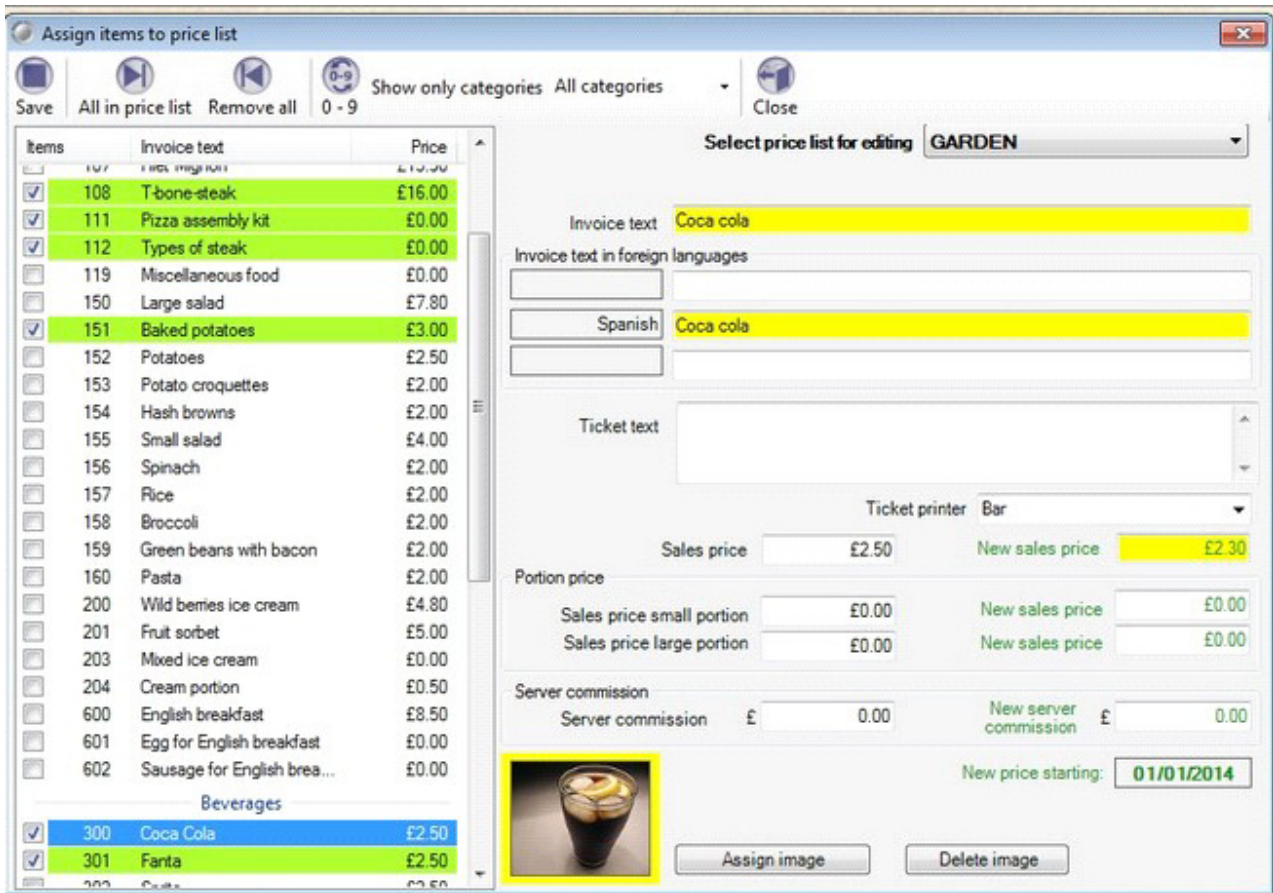 Assign items to price list
Save All in price list Remove all 0-9 0 - 9 Show only categories All categories Close
Items Invoice text Price
107 Filet Mignon
108 T-bone-steak £16.00
111 Pizza assembly kit £0.00
112 Types of steak £0.00
119 Miscellaneous food £0.00
150 Large salad £7.80
151 Baked potatoes £3.00
152 Potatoes £2.50
153 Potato croquettes £2.00
154 Hash browns £2.00
155 Small salad £4.00
156 Spinach £2.00
157 Rice £2.00
158 Broccoli £2.00
159 Green beans with bacon £2.00
160 Pasta £2.00
200 Wild berries ice cream £4.80
201 Fruit sorbet £5.00
203 Mixed ice cream £0.00
204 Cream portion £0.50
600 English breakfast £8.50
601 Egg for English breakfast £0.00
602 Sausage for English brea... £0.00
Beverages
300 Coca Cola £2.50
301 Fanta £2.50
Select price list for editing GARDEN
Invoice text Coca cola
Invoice text in foreign languages
Spanish Coca cola
Ticket text
Ticket printer Bar
Sales price £2.50 New sales price £2.30
Portion price
Sales price small portion £0.00 New sales price £0.00
Sales price large portion £0.00 New sales price £0.00
Server commission
Server commission £ 0.00 New server £ 0.00
commission
New price starting: 01/01/2014
Assign image Delete image